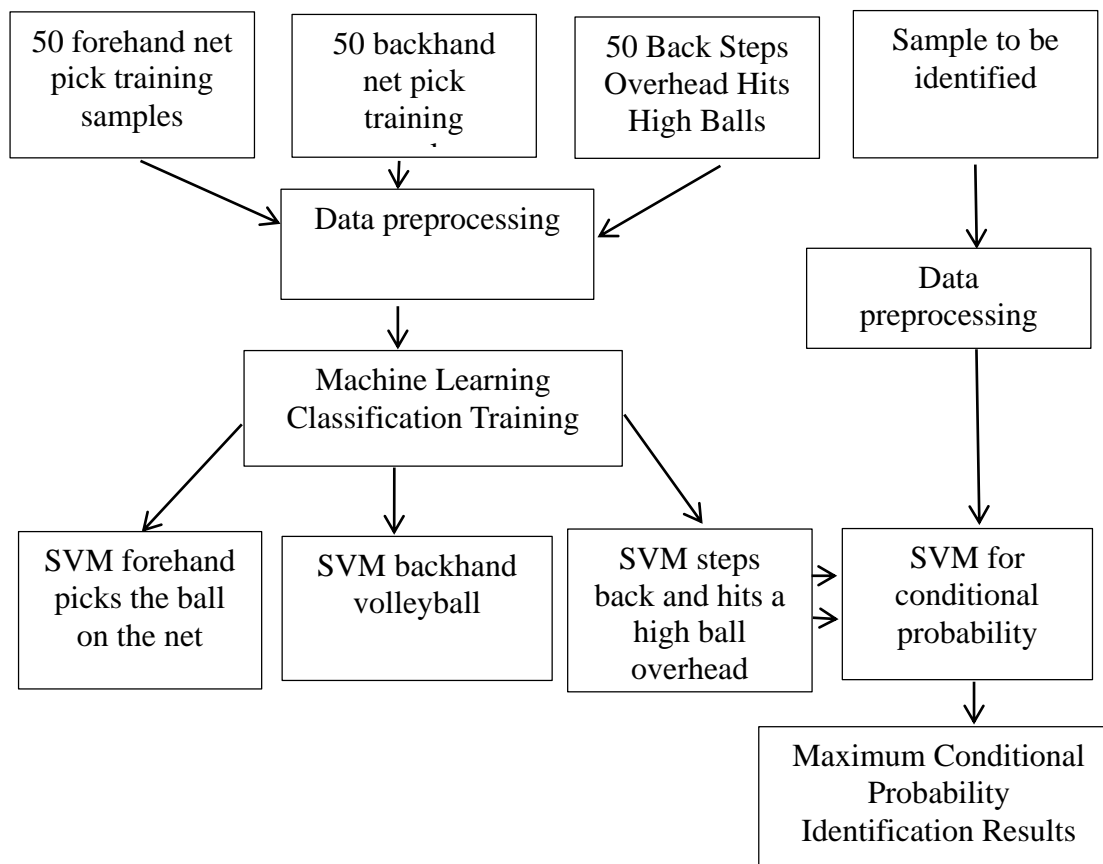 50 forehand net
pick training
samples
50 backhand
net pick
training
50 Back Steps
Overhead Hits
High Balls
Sample to be
identified
Data preprocessing
Data
preprocessing
Machine Learning
Classification Training
SVM forehand
picks the ball
on the net
SVM backhand
volleyball
SVM steps
back and hits a
high ball
overhead
SVM for
conditional
probability
Maximum Conditional
Probability
Identification Results